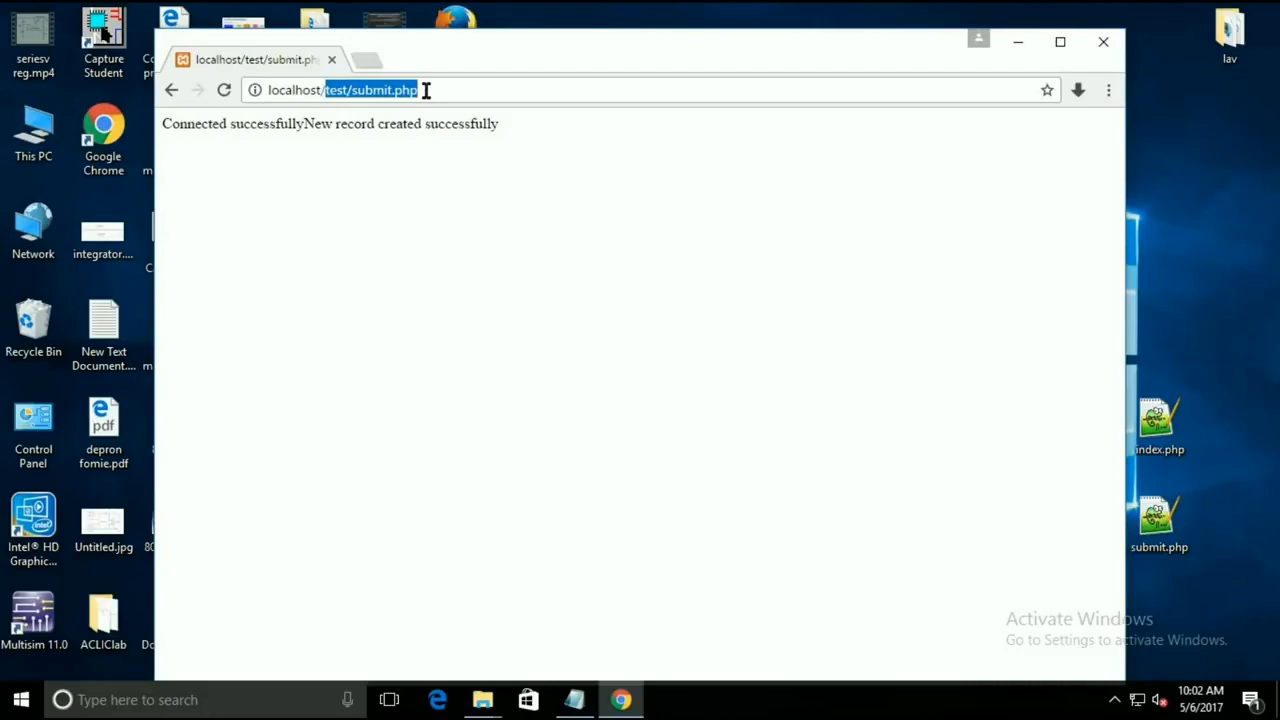 seriesv
reg.mp4
Capture
Student
lav
localhost/test/submit.ph
localhost/test/submit.php
Connected successfullyNew record created successfully
This PC
Google
Chrome
Network
integrator....
Recycle Bin
New Text
Document....
pdf
Control
Panel
depron
fomie.pdf
index.php
Intel® HD
Graphic...
Untitled.jpg
submit.php
Multisim 11.0
ACLIClab
Activate Windows
Go to Settings to activate Windows.
Type here to search
10:02 AM
5/6/2017
1